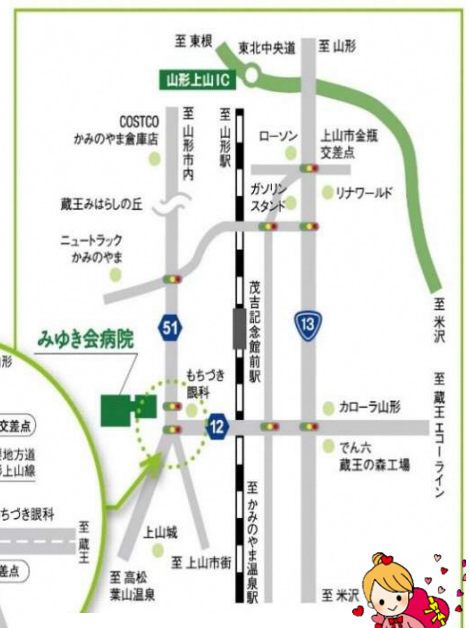 至 東根
東北中央道
至 山形
山形上山IC
COSTCO
かみのやま倉庫店
至 山形市内
至 山形駅
ローソン
上山市金瓶
交差点
ガソリン
スタンド
リナワールド
蔵王みはらしの丘
ニュートラック
かみのやま
至 米沢
茂吉記念館前駅
51
13
みゆき会病院
もちづき
眼科
12
カローラ山形
でん六
蔵王の森工場
至 蔵王エコーライン
交差点
地方道
上山線
ちづき眼科
至 蔵王
差点
上山城
至 上山市街
至 高松
葉山温泉
至 かみのやま温泉駅
至 米沢